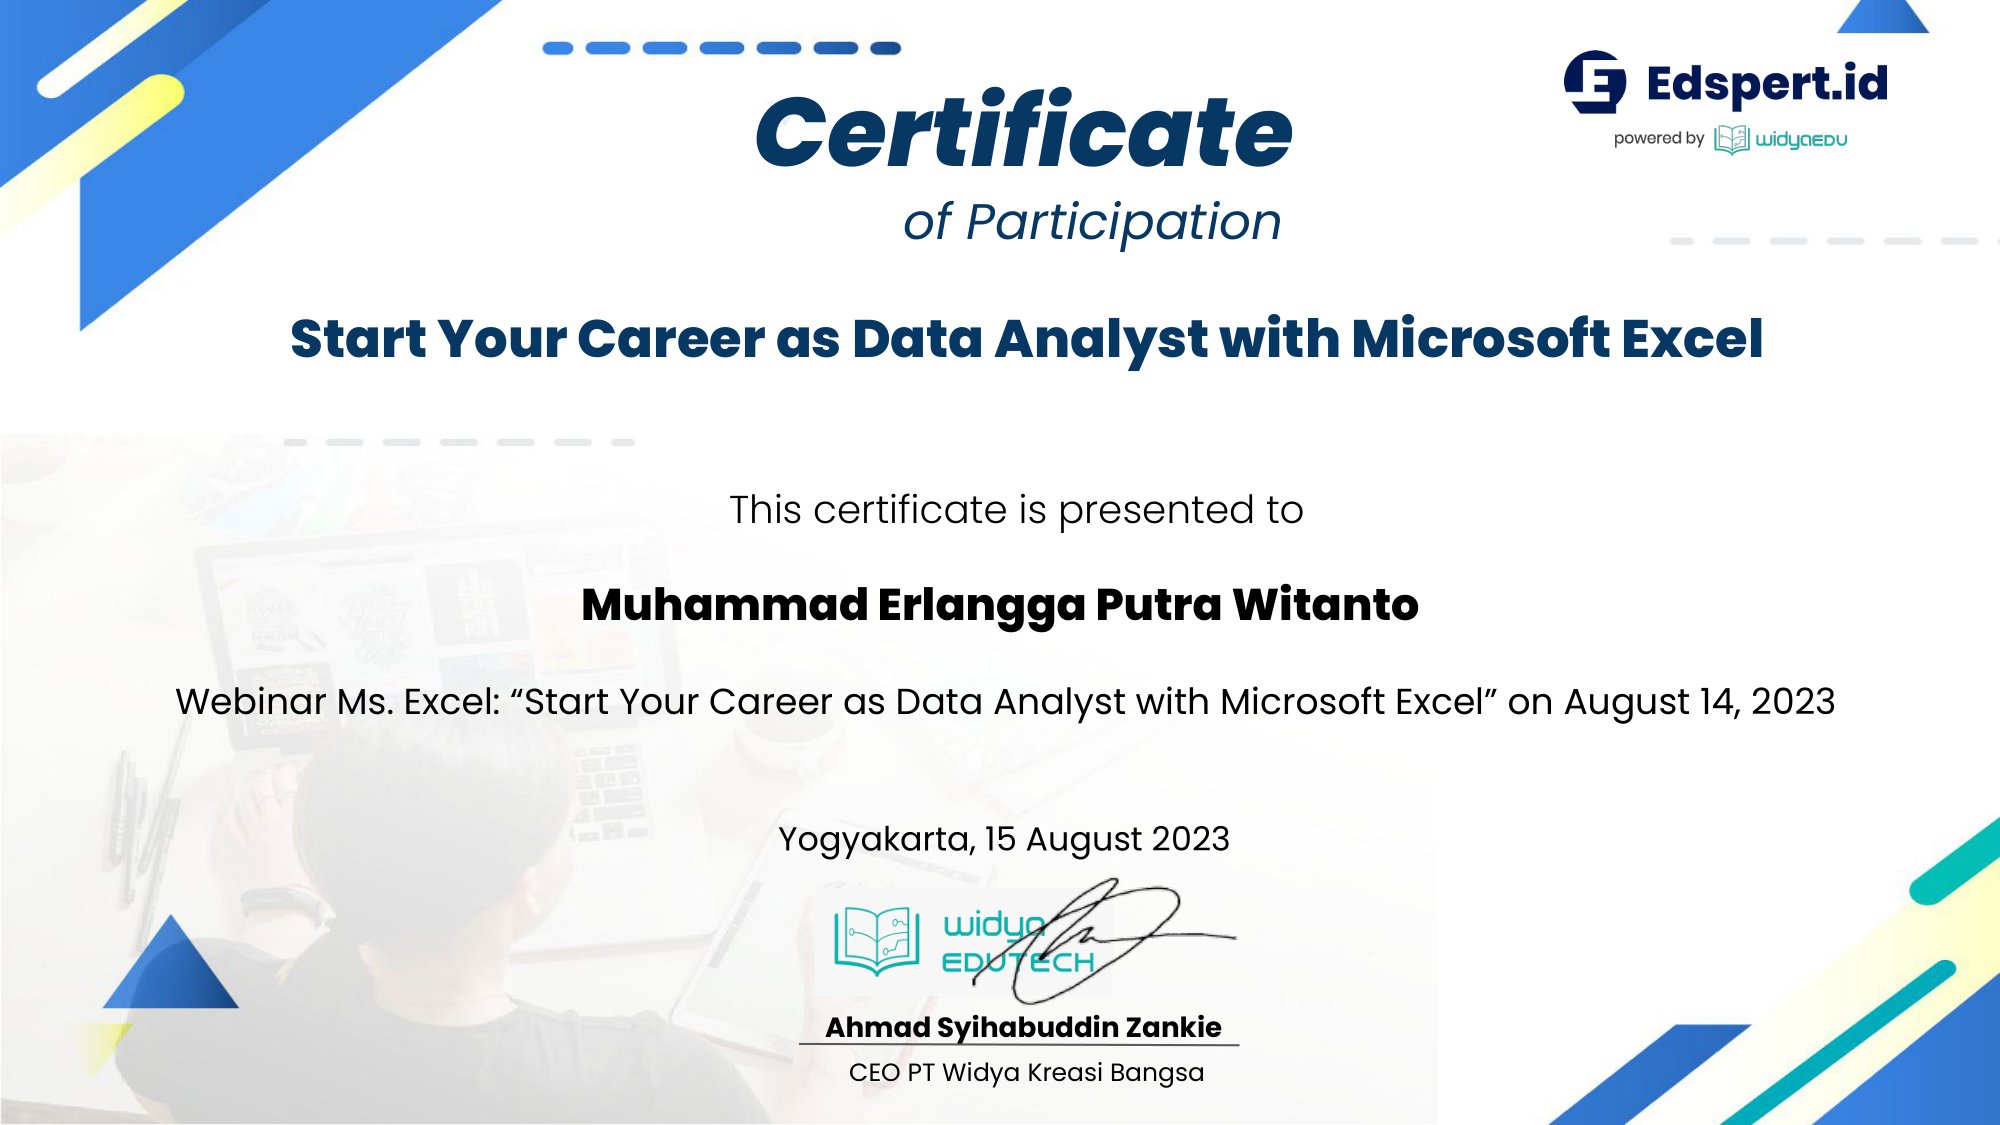 Edspert.id
powered by widyaEDU
Certificate
of Participation
Start Your Career as Data Analyst with Microsoft Excel
This certificate is presented to
Muhammad Erlangga Putra Witanto
Webinar Ms. Excel: “Start Your Career as Data Analyst with Microsoft Excel” on August 14, 2023
Yogyakarta, 15 August 2023
widya
EDUTECH
Ahmad Syihabuddin Zankie
CEO PT Widya Kreasi Bangsa